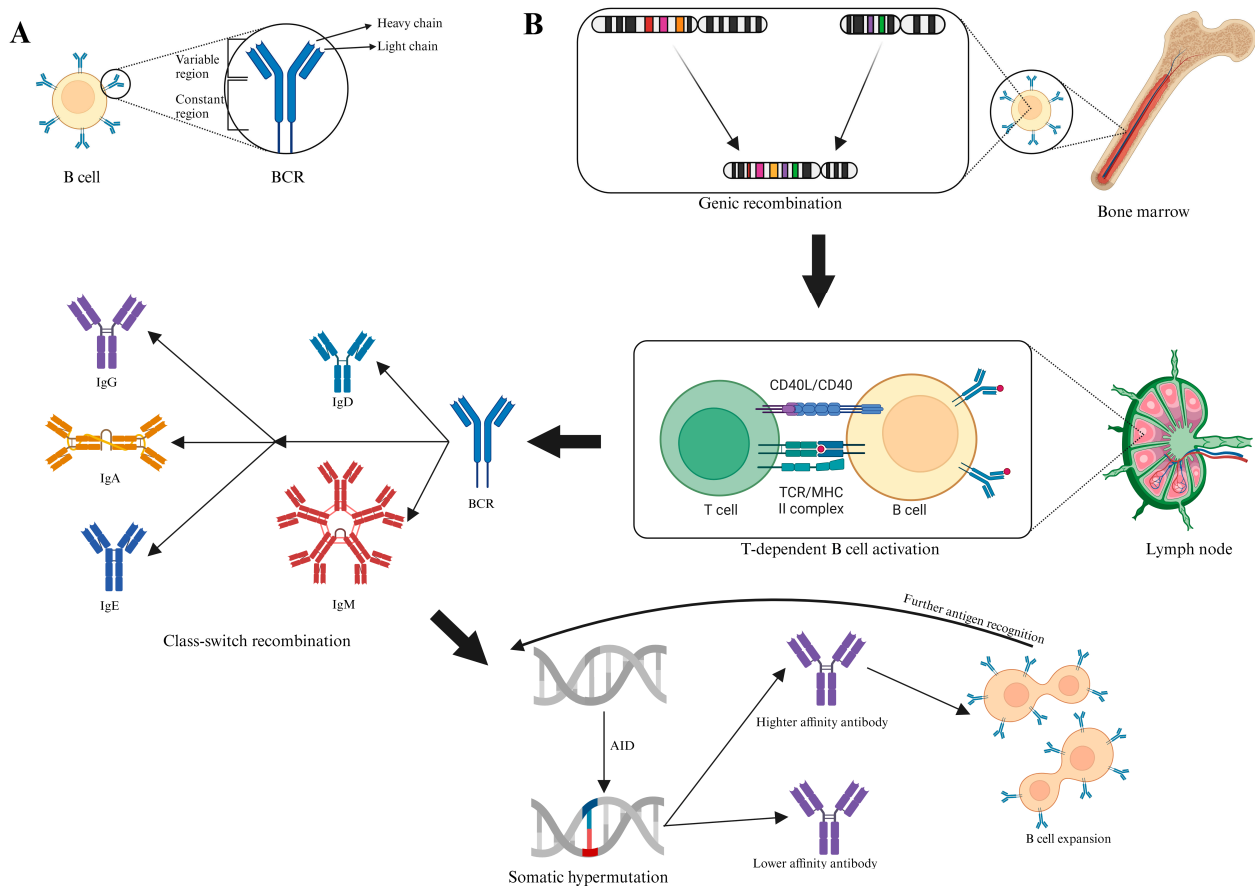 A
Heavy chain
Light chain
Variable
region
Constant
region
B cell
BCR
B
Genic recombination
Bone marrow
IgG
IgD
IgA
BCR
IgE
IgM
Class-switch recombination
CD40L/CD40
T cell
TCR/MHC
II complex
B cell
T-dependent B cell activation
Lymph node
Further antigen recognition
AID
Highter affinity antibody
Lower affinity antibody
B cell expansion
Somatic hypermutation